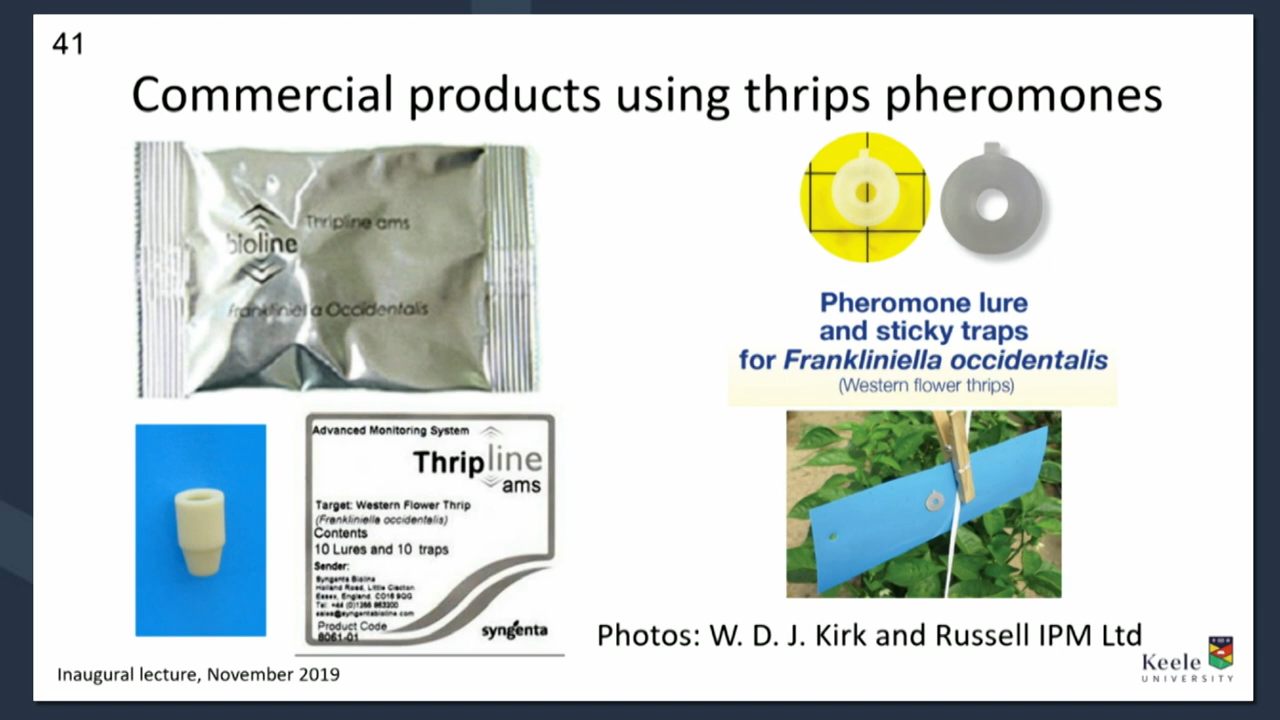 41
Commercial products using thrips pheromones
bioline
Thripline ams
Frankliniella Occidentalis
Advanced Monitoring System
Thripline
ams
Target: Western Flower Thrip
(Frankliniella occidentalis)
Contents
10 Lures and 10 traps
Sender:
Syngenta Bioline
Holland Road, Little Clacton
Essex, England. CO16 9QG
Tel: +44 (0)1255 863200
sales@syngentabioline.com
Product Code
8061-01
syngenta
Pheromone lure
and sticky traps
for Frankliniella occidentalis
(Western flower thrips)
Photos: W. D. J. Kirk and Russell IPM Ltd
Inaugural lecture, November 2019
Keele
UNIVERSITY